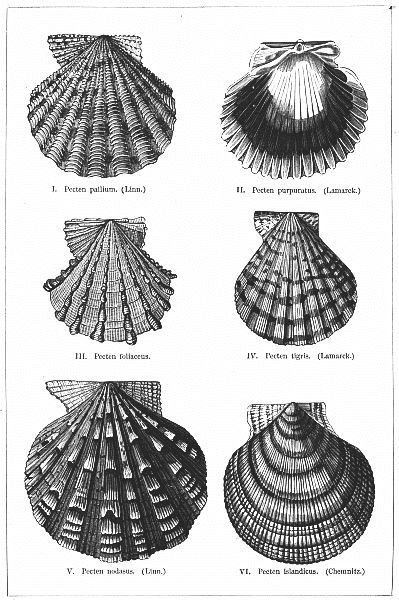 I. Pecten pallium. (Linn.)
II. Pecten purpuratus. (Lamarck.)
III. Pecten foliaceus.
IV. Pecten tigris. (Lamarck.)
V. Pecten nodasus. (Linn.)
VI. Pecten islandicus. (Chemnitz.)